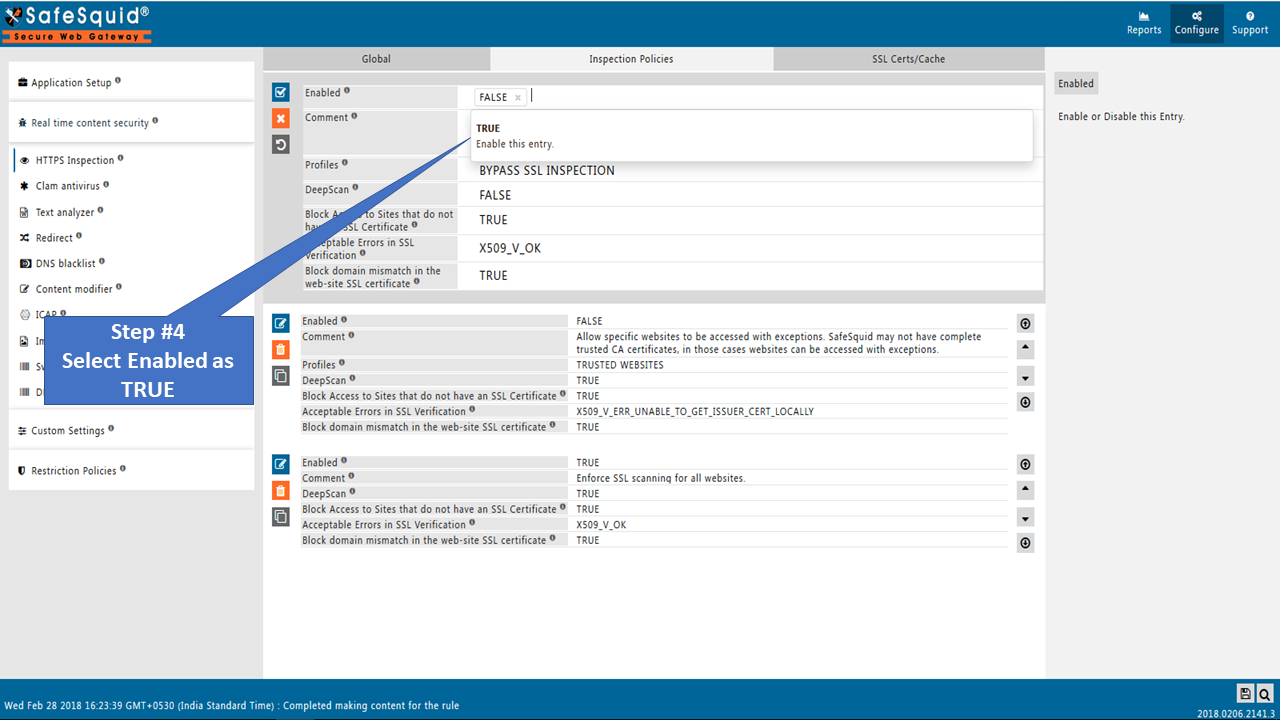 SafeSquid®
Secure Web Gateway
Reports
Configure
Support
Application Setup
Real time content security
HTTPS Inspection
Clam antivirus
Text analyzer
Redirect
DNS blacklist
Content modifier
ICAP
Custom Settings
Restriction Policies
Step #4
Select Enabled as
TRUE
Global
Inspection Policies
SSL Certs/Cache
Enabled
FALSE ×
Comment
TRUE
Enable this entry.
Profiles
BYPASS SSL INSPECTION
DeepScan
FALSE
Block Access to Sites that do not
TRUE
SSL Certificate
Acceptable Errors in SSL
Verification
X509_V_OK
Block domain mismatch in the
web-site SSL certificate
TRUE
Enabled
FALSE
Comment
Allow specific websites to be accessed with exceptions. SafeSquid may not have complete
trusted CA certificates, in those cases websites can be accessed with exceptions.
Profiles
TRUSTED WEBSITES
DeepScan
TRUE
Block Access to Sites that do not have an SSL Certificate
TRUE
Acceptable Errors in SSL Verification
X509_V_ERR_UNABLE_TO_GET_ISSUER_CERT_LOCALLY
Block domain mismatch in the web-site SSL certificate
TRUE
Enabled
TRUE
Comment
Enforce SSL scanning for all websites.
DeepScan
TRUE
Block Access to Sites that do not have an SSL Certificate
TRUE
Acceptable Errors in SSL Verification
X509_V_OK
Block domain mismatch in the web-site SSL certificate
TRUE
Enabled
Enable or Disable this Entry.
Wed Feb 28 2018 16:23:39 GMT+0530 (India Standard Time) : Completed making content for the rule
2018.0206.2141.3